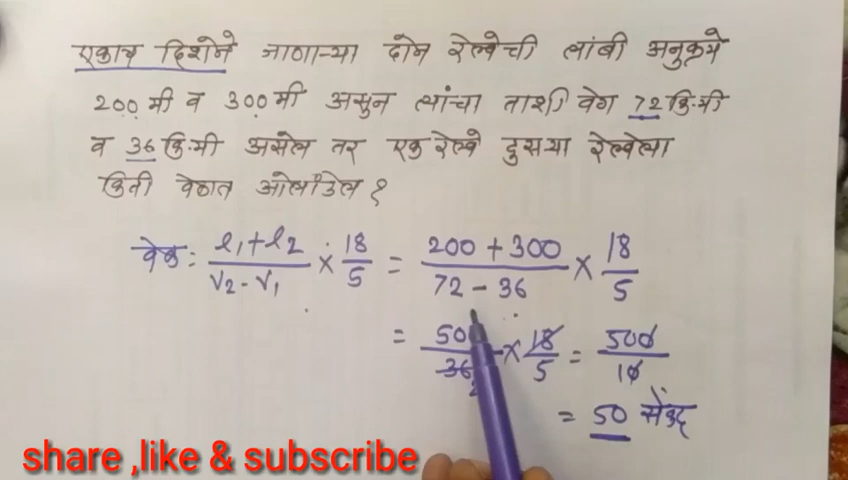 एकाच दिशेने जाणाऱ्या दोन रेल्वेची लांबी अनुक्रमे
200 मी व 300 मी असुन त्यांचा ताशी वेग 72 कि.मी
व 36 कि.मी असेल तर एक रेल्वे दुसऱ्या रेल्वेला
किती वेळात ओलांडेल ?
वेळ : l₁+l₂ / V₂-V₁ × 18/5 = 200 + 300 / 72 - 36 × 18/5
= 50 / 36 × 18/5 = 500/10
= 50 सेकंद
share ,like & subscribe